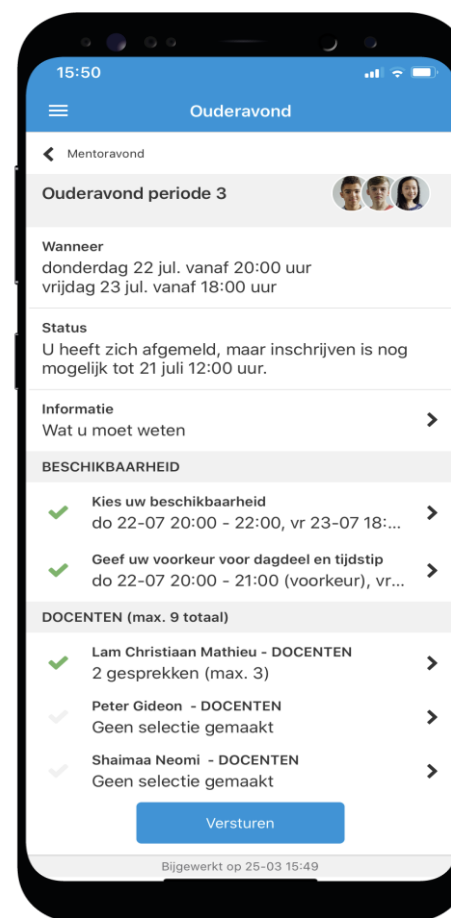 15:50
Ouderavond
Mentoravond
Ouderavond periode 3
Wanneer
donderdag 22 jul. vanaf 20:00 uur
vrijdag 23 jul. vanaf 18:00 uur
Status
U heeft zich afgemeld, maar inschrijven is nog
mogelijk tot 21 juli 12:00 uur.
Informatie
Wat u moet weten
BESCHIKBAARHEID
Kies uw beschikbaarheid
do 22-07 20:00 - 22:00, vr 23-07 18:...
Geef uw voorkeur voor dagdeel en tijdstip
do 22-07 20:00 - 21:00 (voorkeur), vr...
DOCENTEN (max. 9 totaal)
Lam Christiaan Mathieu - DOCENTEN
2 gesprekken (max. 3)
Peter Gideon - DOCENTEN
Geen selectie gemaakt
Shaimaa Neomi - DOCENTEN
Geen selectie gemaakt
Versturen
Bijgewerkt op 25-03 15:49